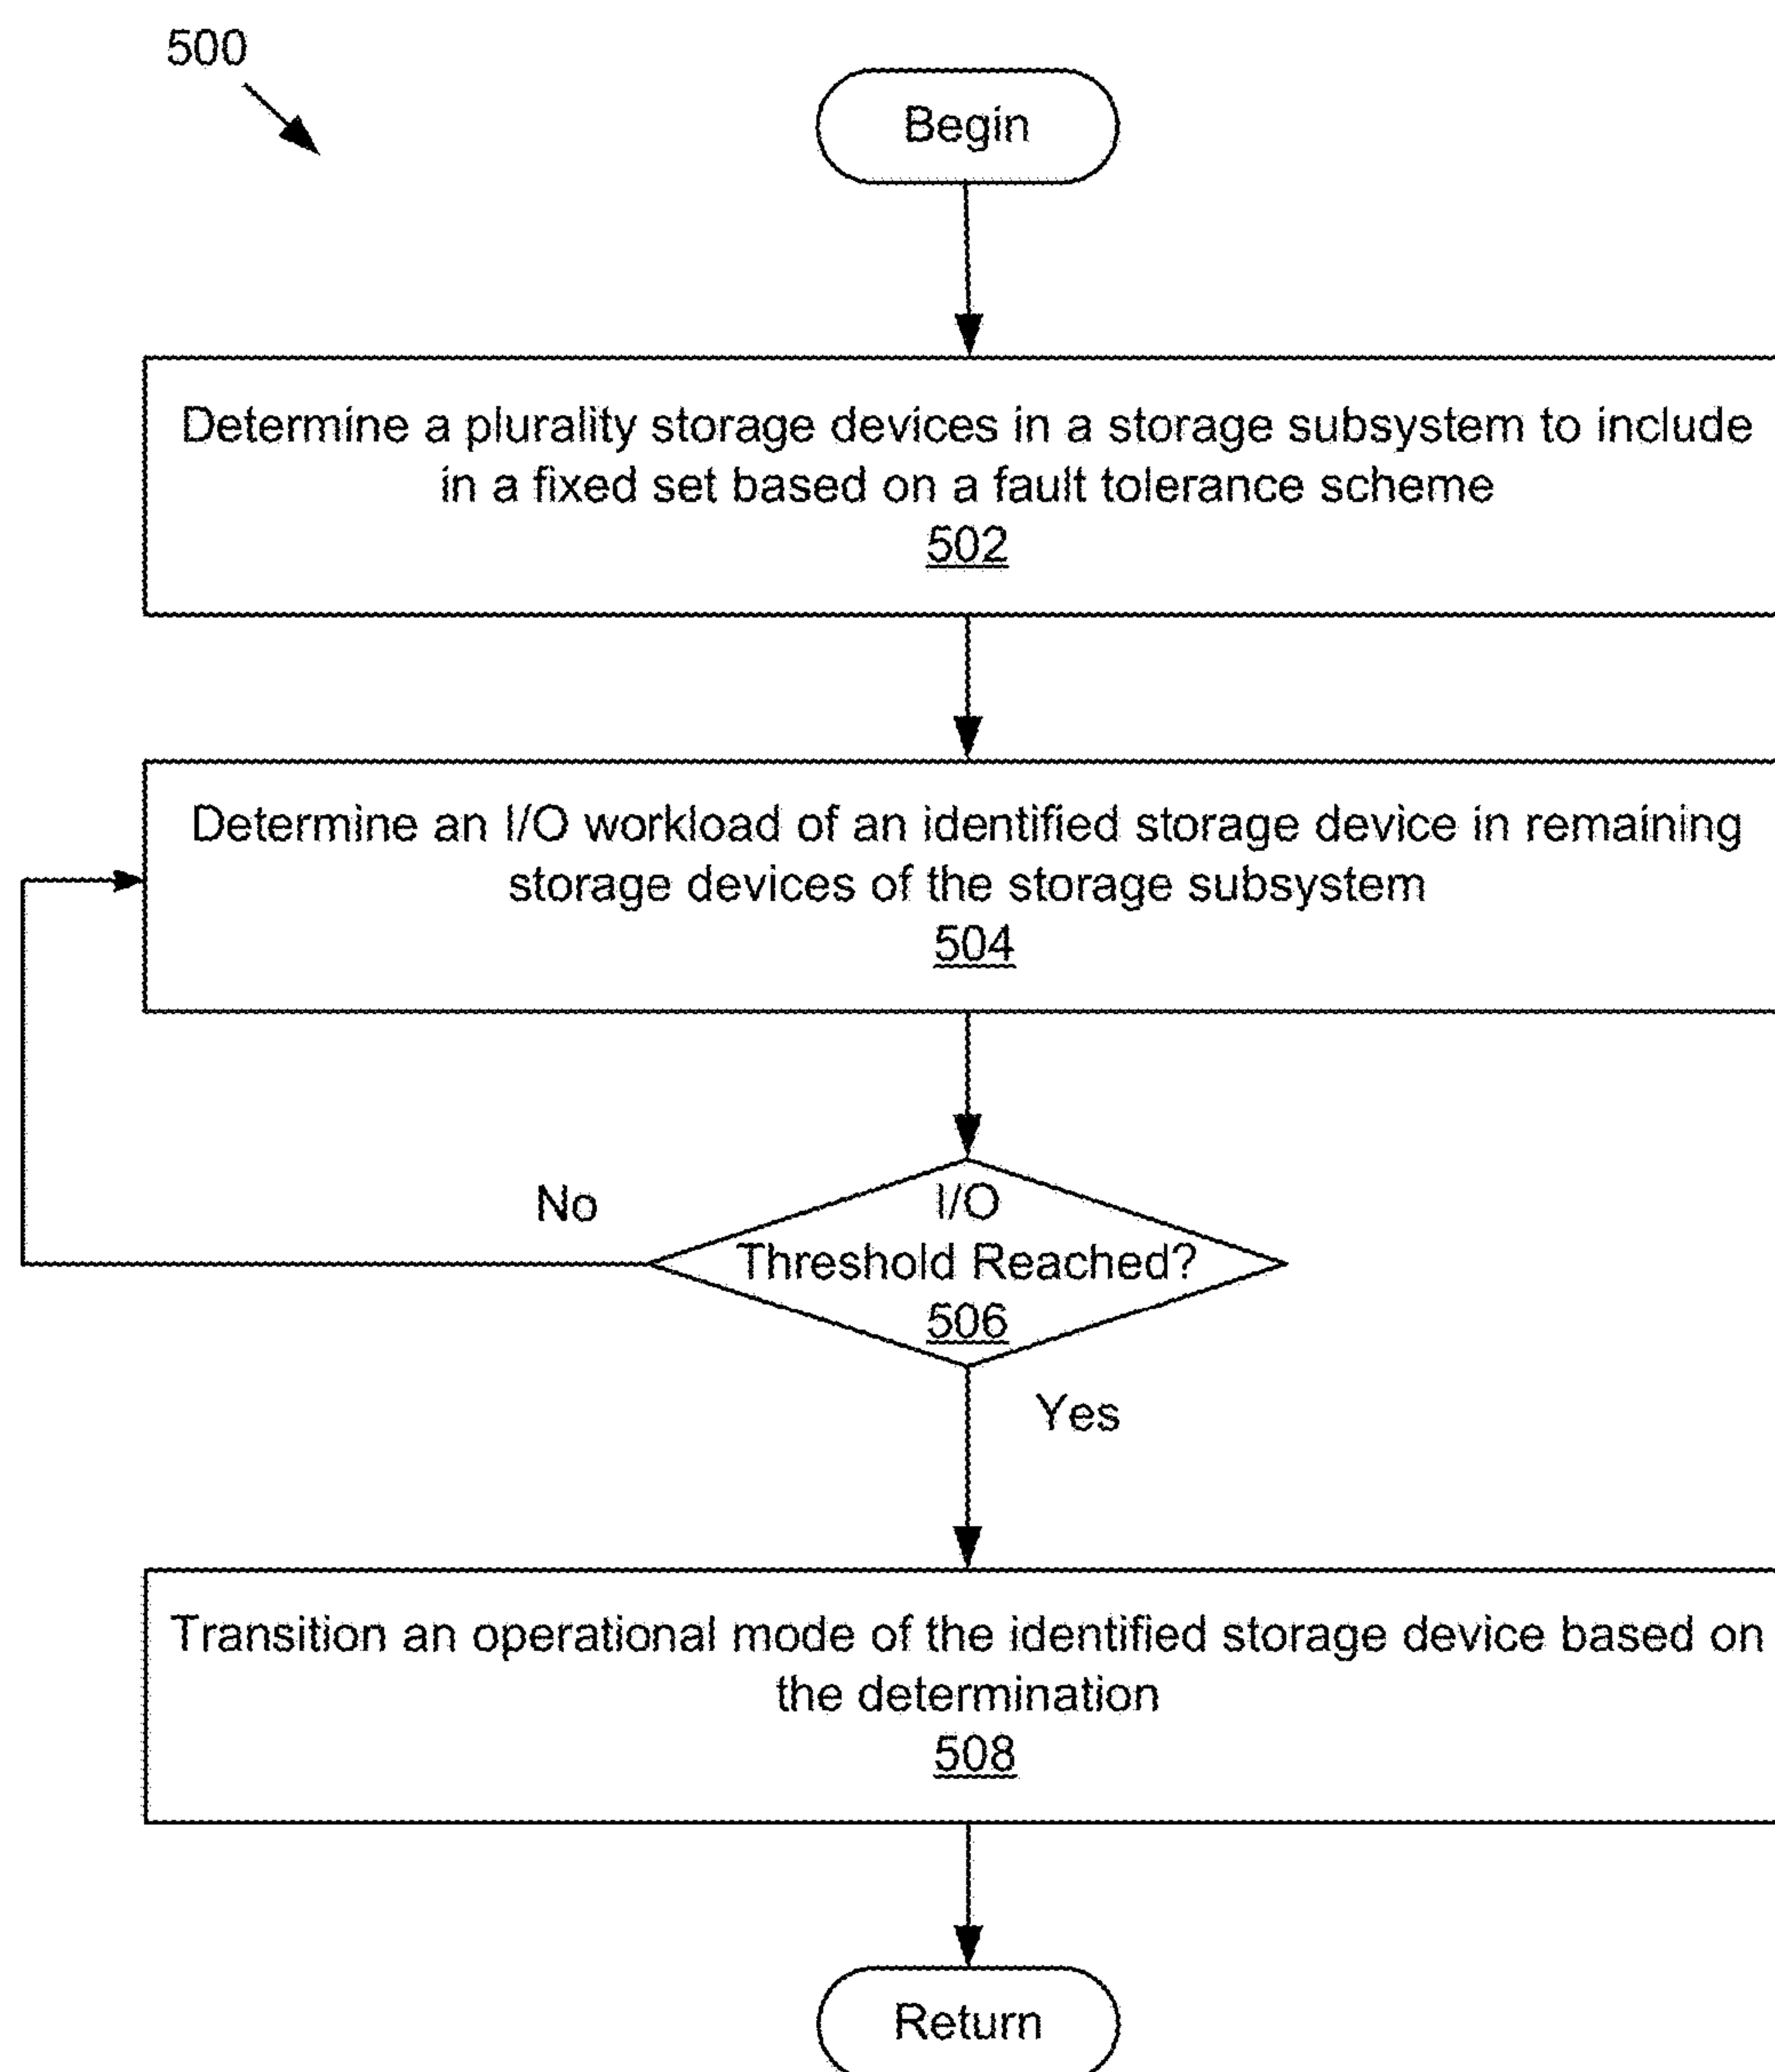 500
Begin
Determine a plurality storage devices in a storage subsystem to include
in a fixed set based on a fault tolerance scheme
502
Determine an I/O workload of an identified storage device in remaining
storage devices of the storage subsystem
504
I/O
Threshold Reached?
506
No
Yes
Transition an operational mode of the identified storage device based on
the determination
508
Return